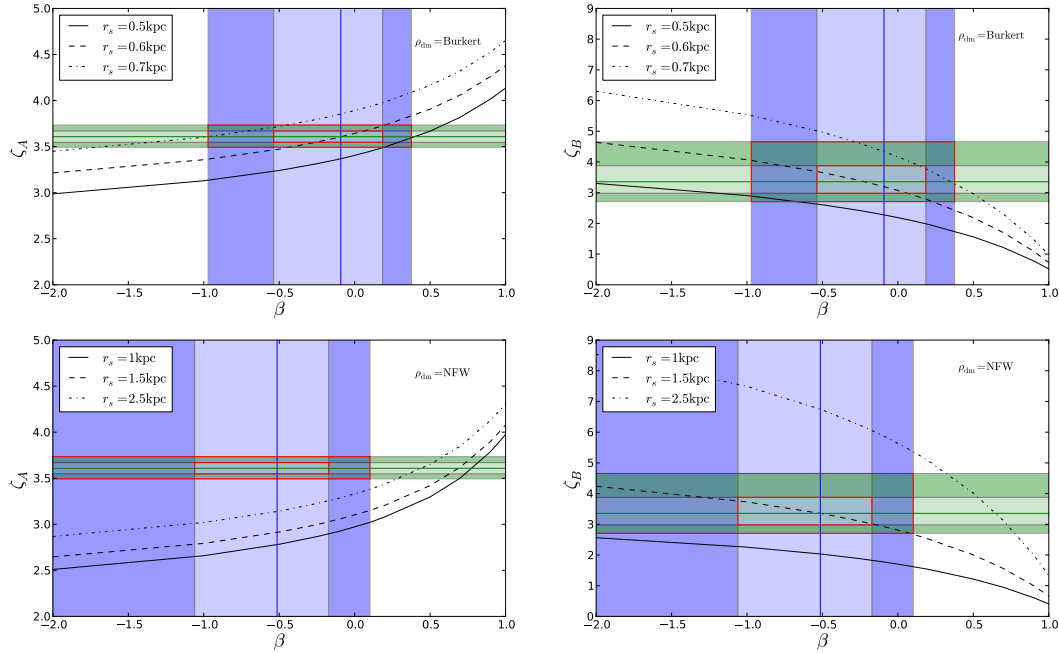 5.0
4.5
4.0
3.5
3.0
2.5
2.0
ζ_A
r_s = 0.5kpc
r_s = 0.6kpc
r_s = 0.7kpc
ρ_dm = Burkert
−2.0 −1.5 −1.0 −0.5 0.0 0.5 1.0
β
9
8
7
6
5
4
3
2
1
0
ζ_B
r_s = 0.5kpc
r_s = 0.6kpc
r_s = 0.7kpc
ρ_dm = Burkert
−2.0 −1.5 −1.0 −0.5 0.0 0.5 1.0
β
5.0
4.5
4.0
3.5
3.0
2.5
2.0
ζ_A
r_s = 1kpc
r_s = 1.5kpc
r_s = 2.5kpc
ρ_dm = NFW
−2.0 −1.5 −1.0 −0.5 0.0 0.5 1.0
β
9
8
7
6
5
4
3
2
1
0
ζ_B
r_s = 1kpc
r_s = 1.5kpc
r_s = 2.5kpc
ρ_dm = NFW
−2.0 −1.5 −1.0 −0.5 0.0 0.5 1.0
β